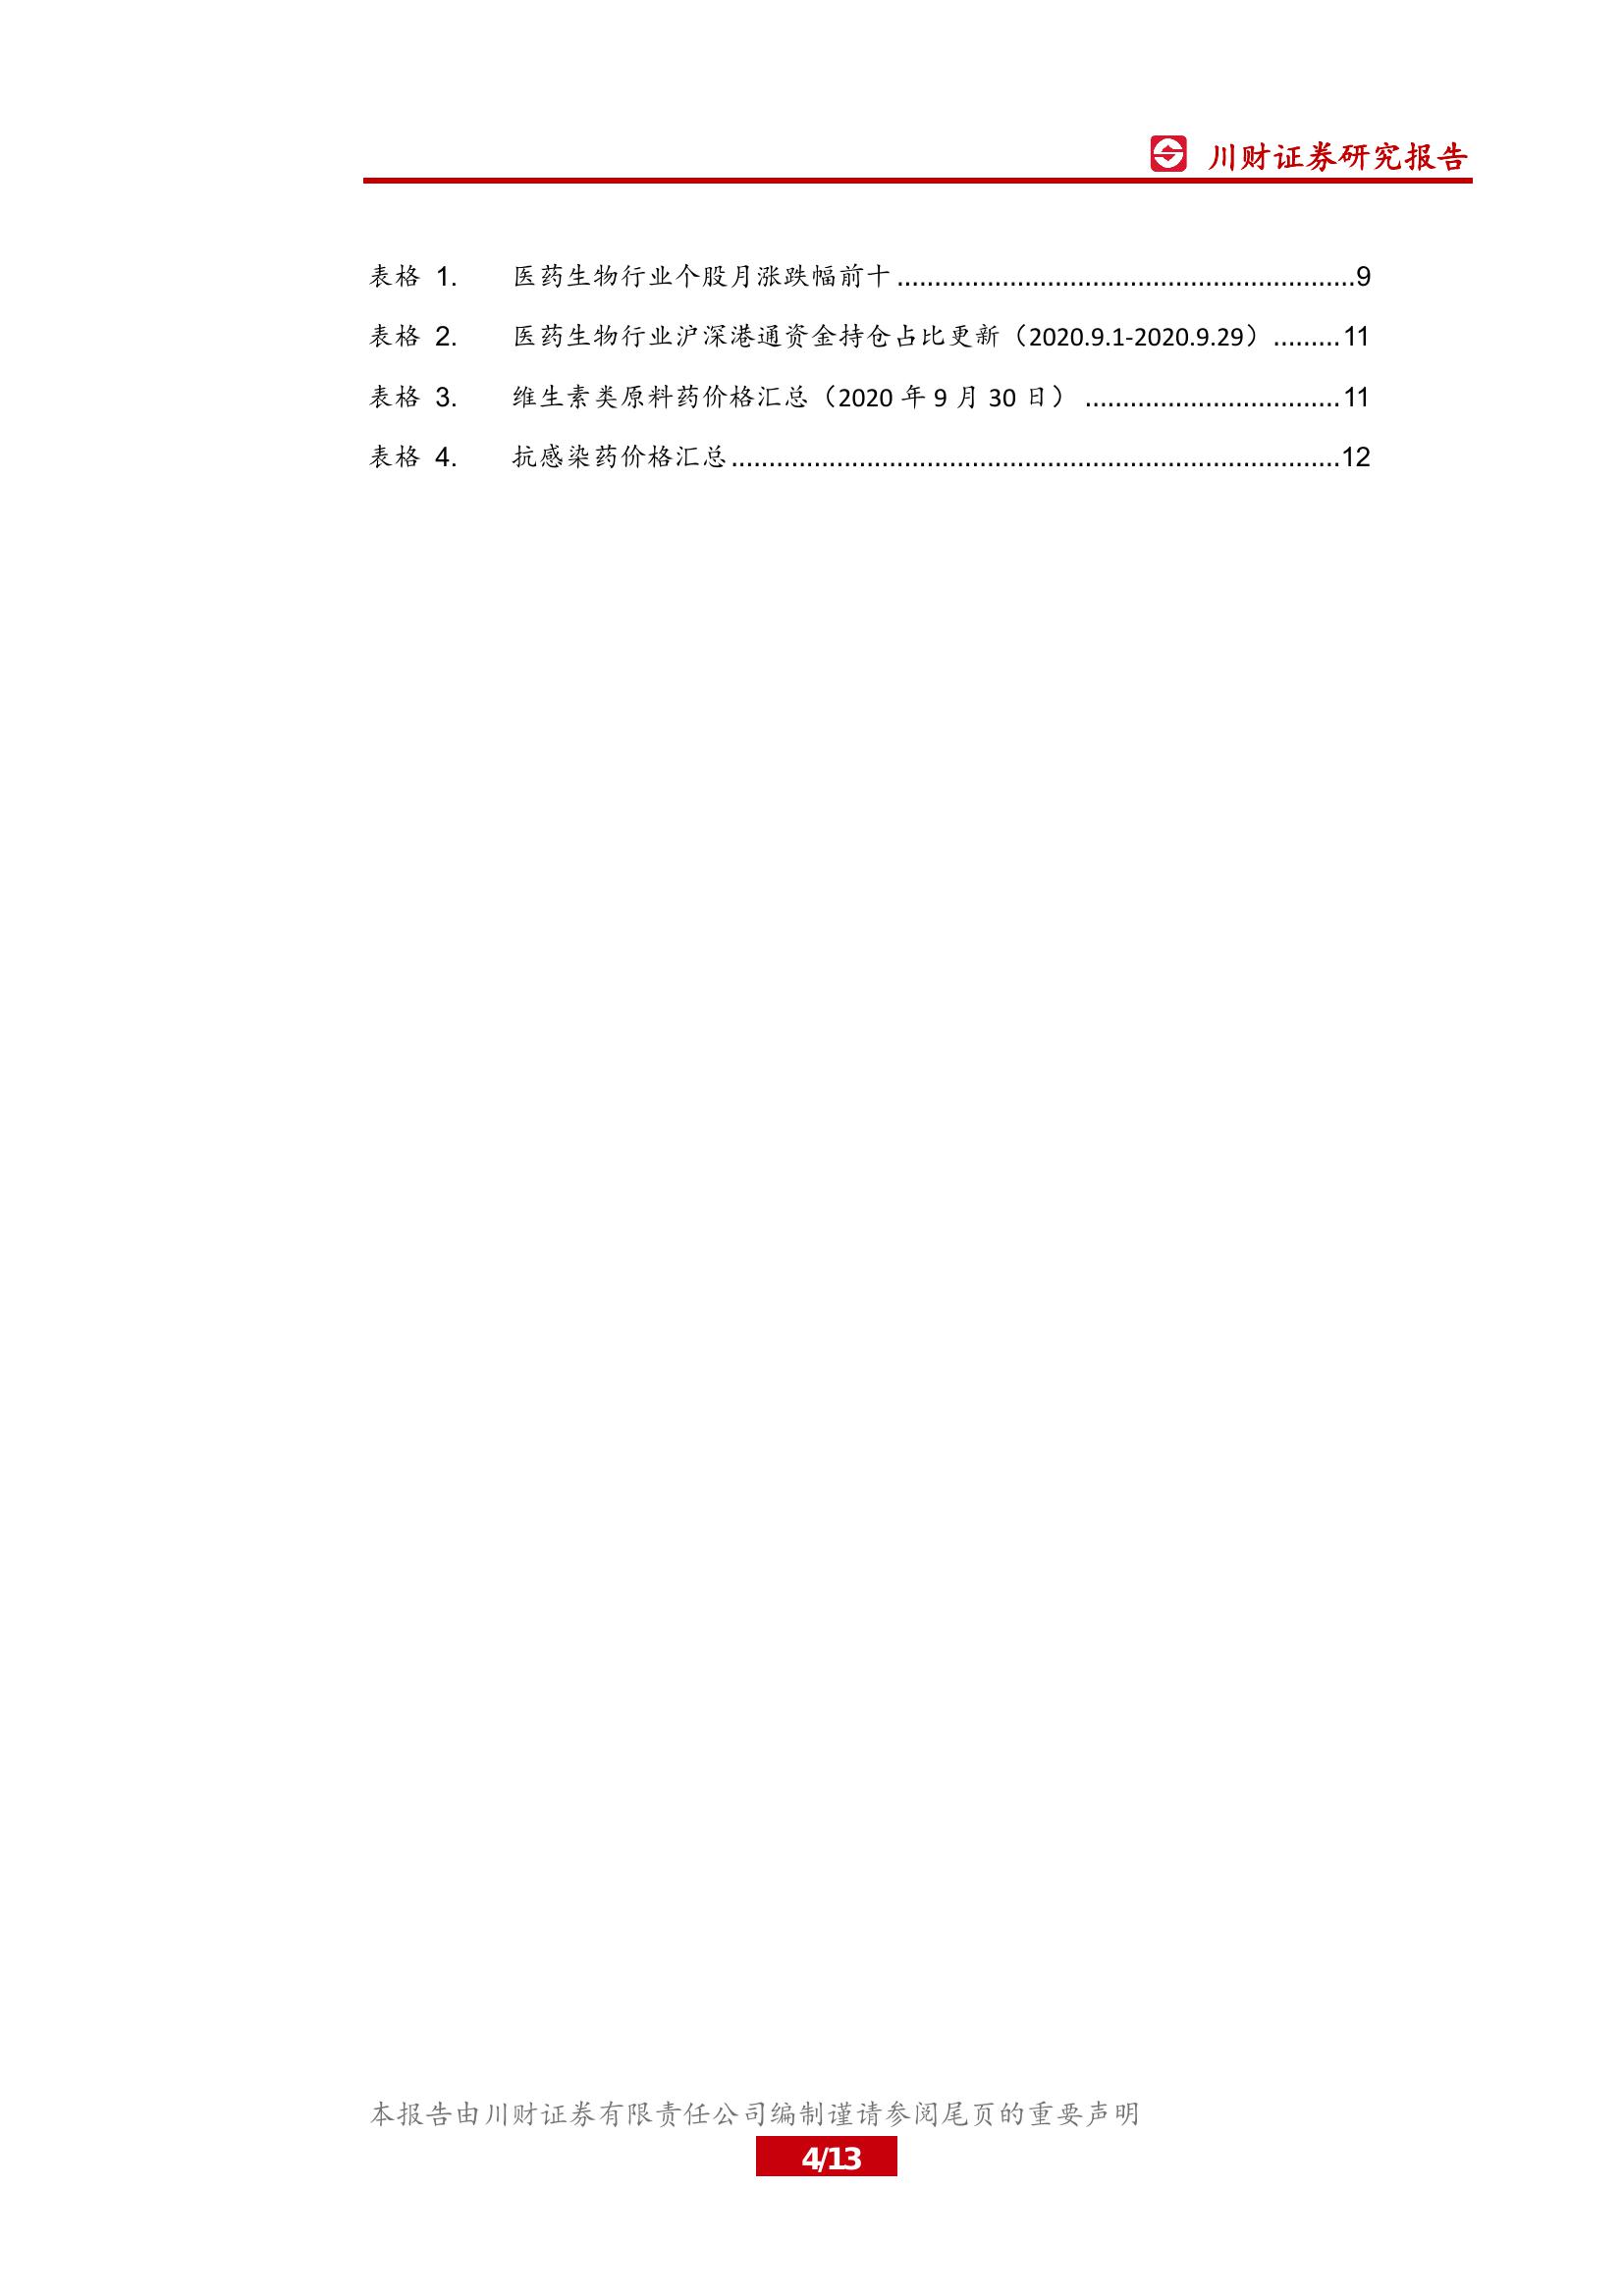 川财证券研究报告
表格 1. 医药生物行业个股月涨跌幅前十.............................................................9
表格 2. 医药生物行业沪深港通资金持仓占比更新（2020.9.1-2020.9.29）.........11
表格 3. 维生素类原料药价格汇总（2020 年 9 月 30 日） ..................................11
表格 4. 抗感染药价格汇总.................................................................................12
本报告由川财证券有限责任公司编制谨请参阅尾页的重要声明
4/13